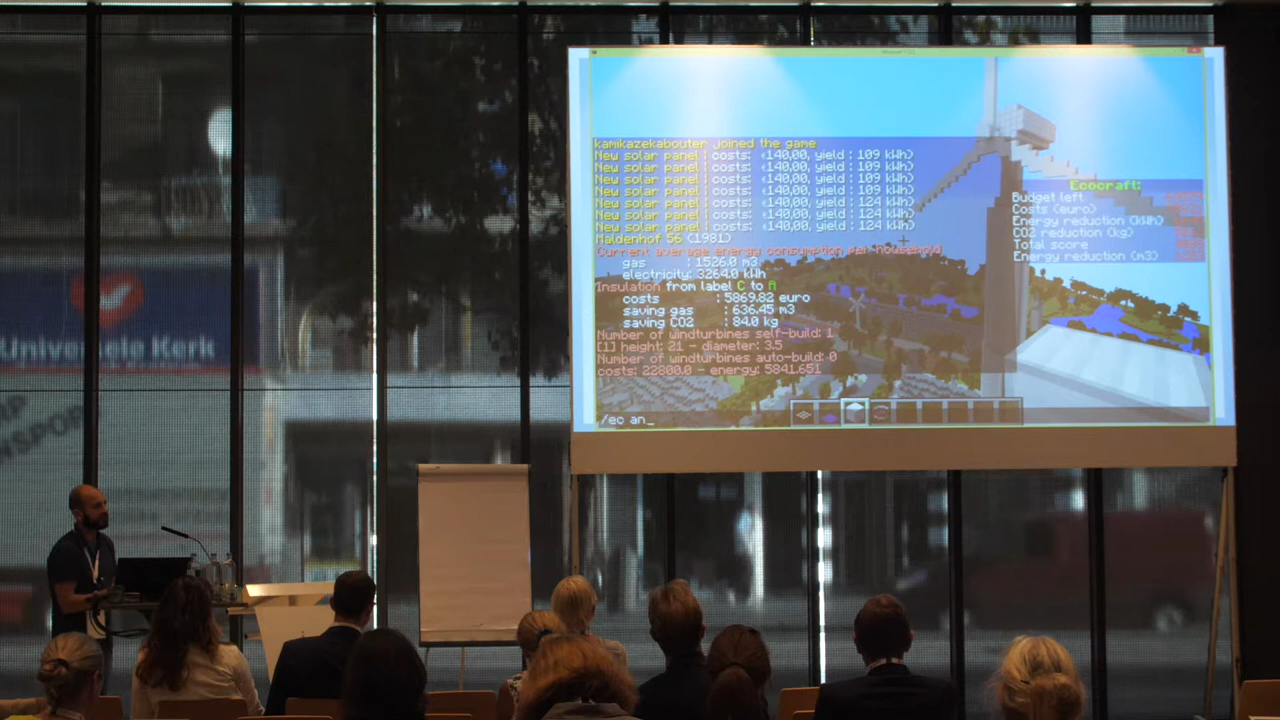 kamikazekabouter joined the game
New solar panel | costs: €140,00, yield : 109 kWh)
New solar panel | costs: €140,00, yield : 109 kWh)
New solar panel | costs: €140,00, yield : 109 kWh)
New solar panel | costs: €140,00, yield : 109 kWh)
New solar panel | costs: €140,00, yield : 124 kWh)
New solar panel | costs: €140,00, yield : 124 kWh)
New solar panel | costs: €140,00, yield : 124 kWh)
Maldenhof 56 (1981)
Current average energy consumption per household
gas : 1526.0 m3
electricity: 3264.0 kWh
Insulation from label C to A
costs : 5869.82 euro
saving gas : 636.45 m3
saving CO2 : 84.0 kg
Number of windturbines self-build: 1
[1] height: 21 - diameter: 3.5
Number of windturbines auto-build: 0
costs: 22800.0 - energy: 5841.651
/ec an_
Ecocraft:
Budget left
Costs (euro)
Energy reduction (kWh)
CO2 reduction (kg)
Total score
Energy reduction (m3)
Kerk